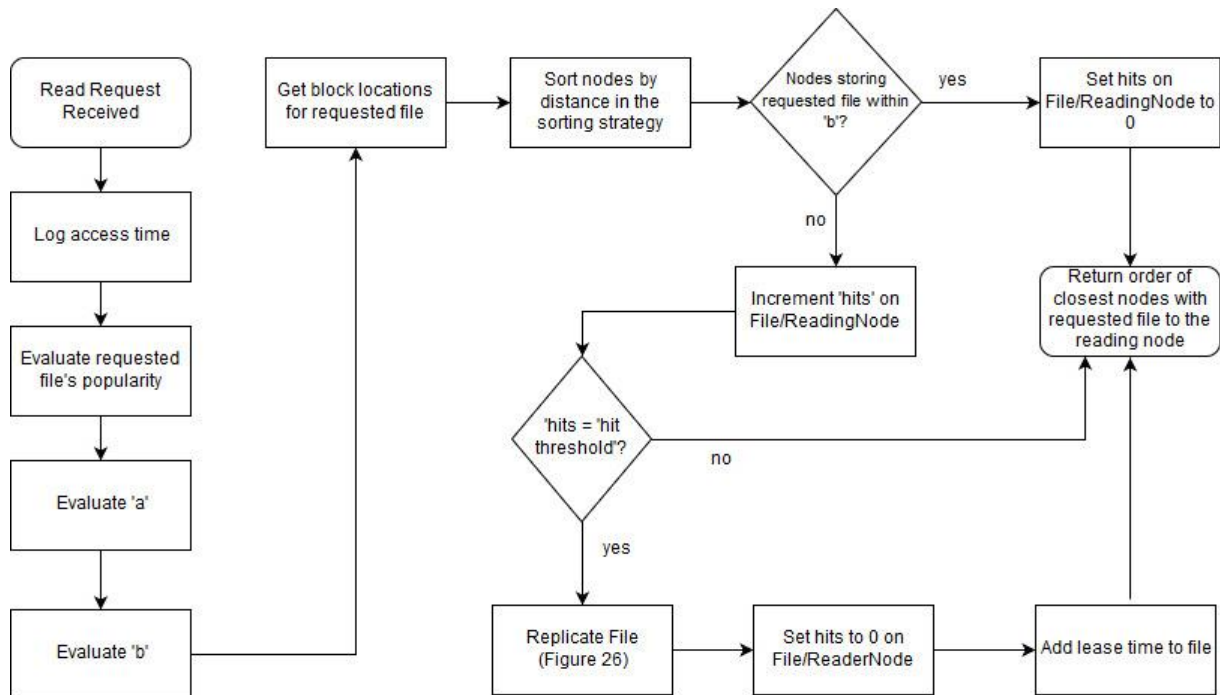 Read Request
Received
Log access time
Evaluate requested
file's popularity
Evaluate 'a'
Evaluate 'b'
Get block locations
for requested file
Sort nodes by
distance in the
sorting strategy
Nodes storing
requested file within
'b'?
yes
Set hits on
File/ReadingNode to
0
no
Increment 'hits' on
File/ReadingNode
Return order of
closest nodes with
requested file to the
reading node
'hits = 'hit
threshold'?
no
yes
Replicate File
(Figure 26)
Set hits to 0 on
File/ReaderNode
Add lease time to file